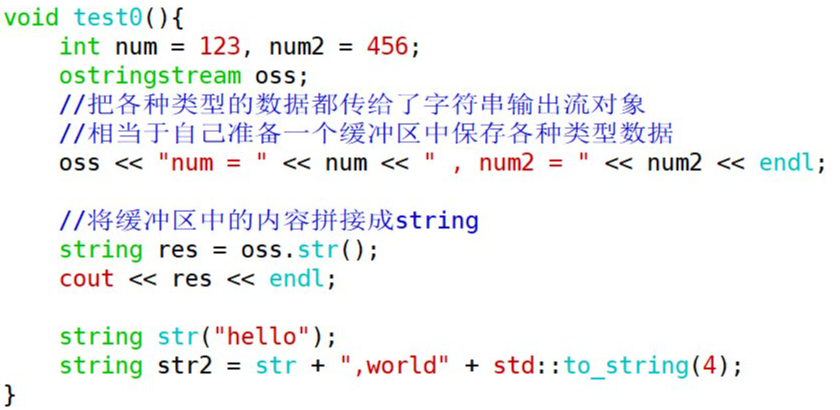 void test0(){
    int num = 123, num2 = 456;
    ostringstream oss;
    //把各种类型的数据都传给了字符串输出流对象
    //相当于自己准备一个缓冲区中保存各种类型数据
    oss << "num = " << num << " , num2 = " << num2 << endl;
    //将缓冲区中的内容拼接成string
    string res = oss.str();
    cout << res << endl;
    string str("hello");
    string str2 = str + ",world" + std::to_string(4);
}